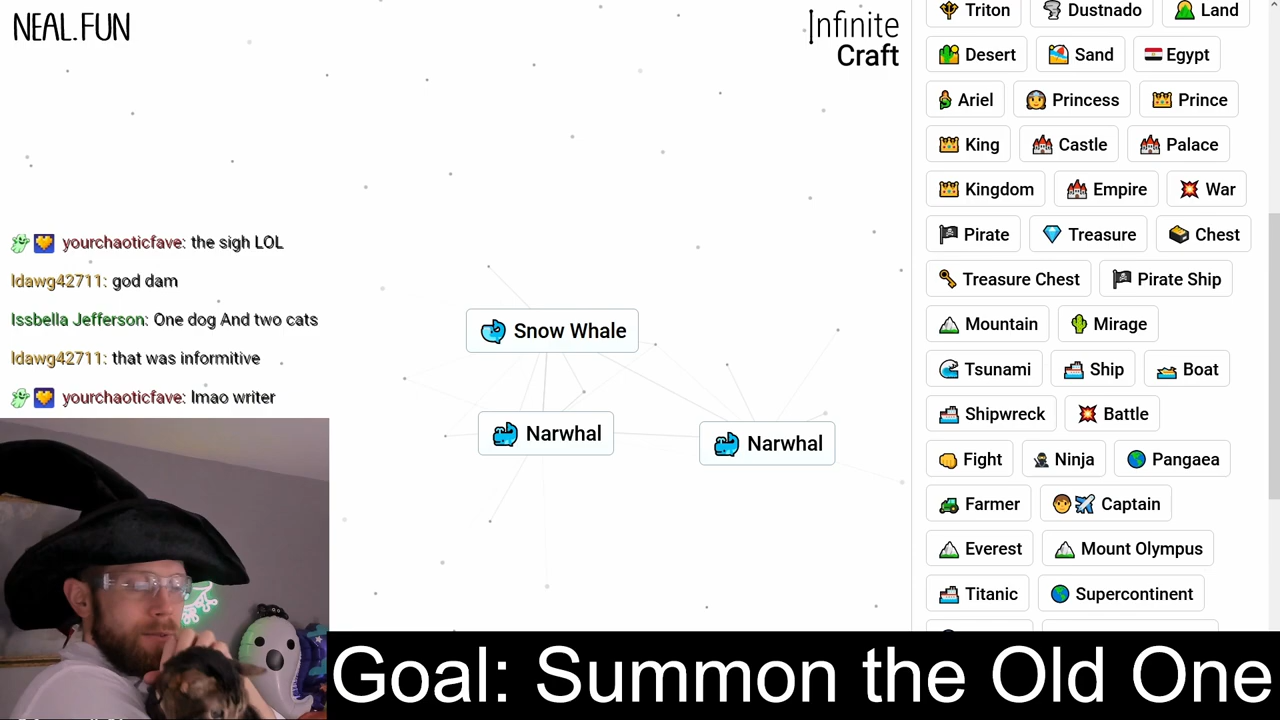 NEAL.FUN
Infinite
Craft
Triton Dustnado Land
Desert Sand Egypt
Ariel Princess Prince
King Castle Palace
Kingdom Empire War
Pirate Treasure Chest
Treasure Chest Pirate Ship
Mountain Mirage
Tsunami Ship Boat
Shipwreck Battle
Fight Ninja Pangaea
Farmer Captain
Everest Mount Olympus
Titanic Supercontinent
yourchaoticfave: the sigh LOL
ldawg42711: god dam
Issbella Jefferson: One dog And two cats
ldawg42711: that was informitive
yourchaoticfave: lmao writer
Snow Whale
Narwhal Narwhal
Goal: Summon the Old One